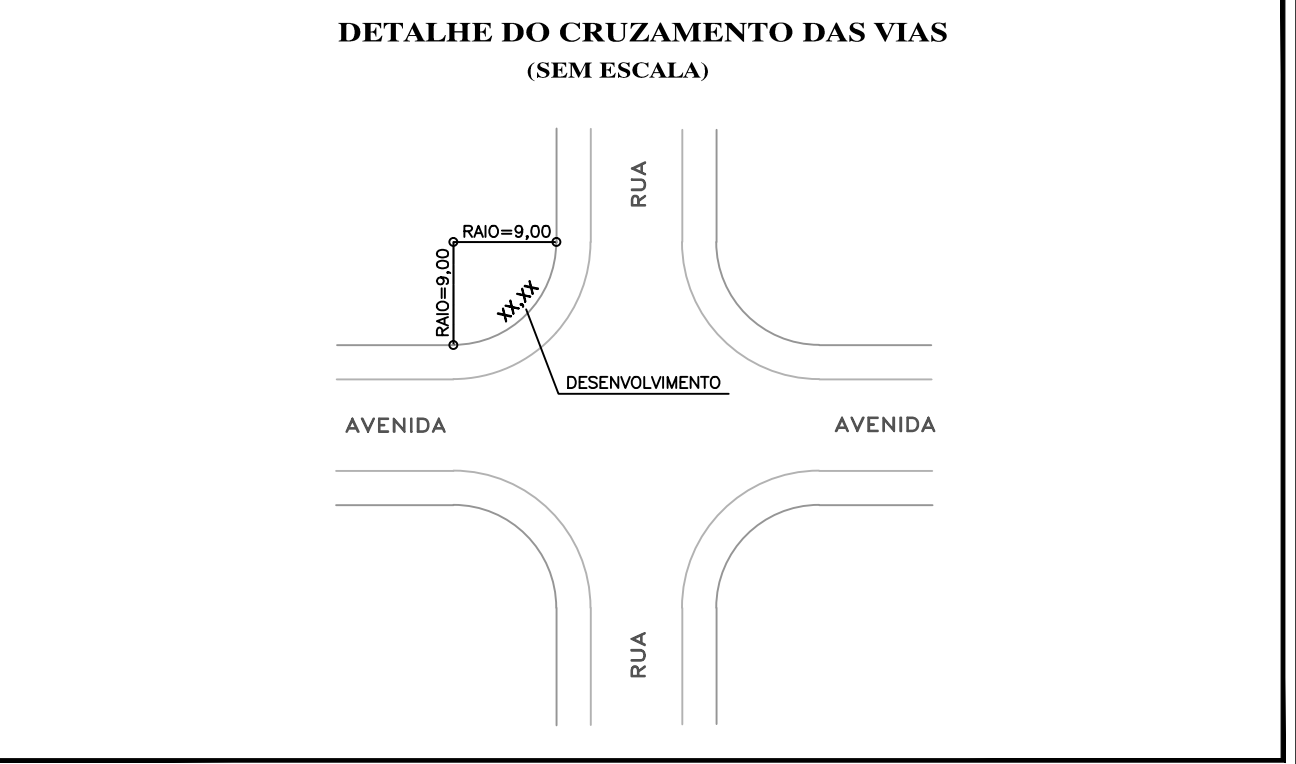 DETALHE DO CRUZAMENTO DAS VIAS
(SEM ESCALA)
RUA
RAIO=9,00
RAIO=9,00
XX,XX
DESENVOLVIMENTO
AVENIDA
AVENIDA
RUA